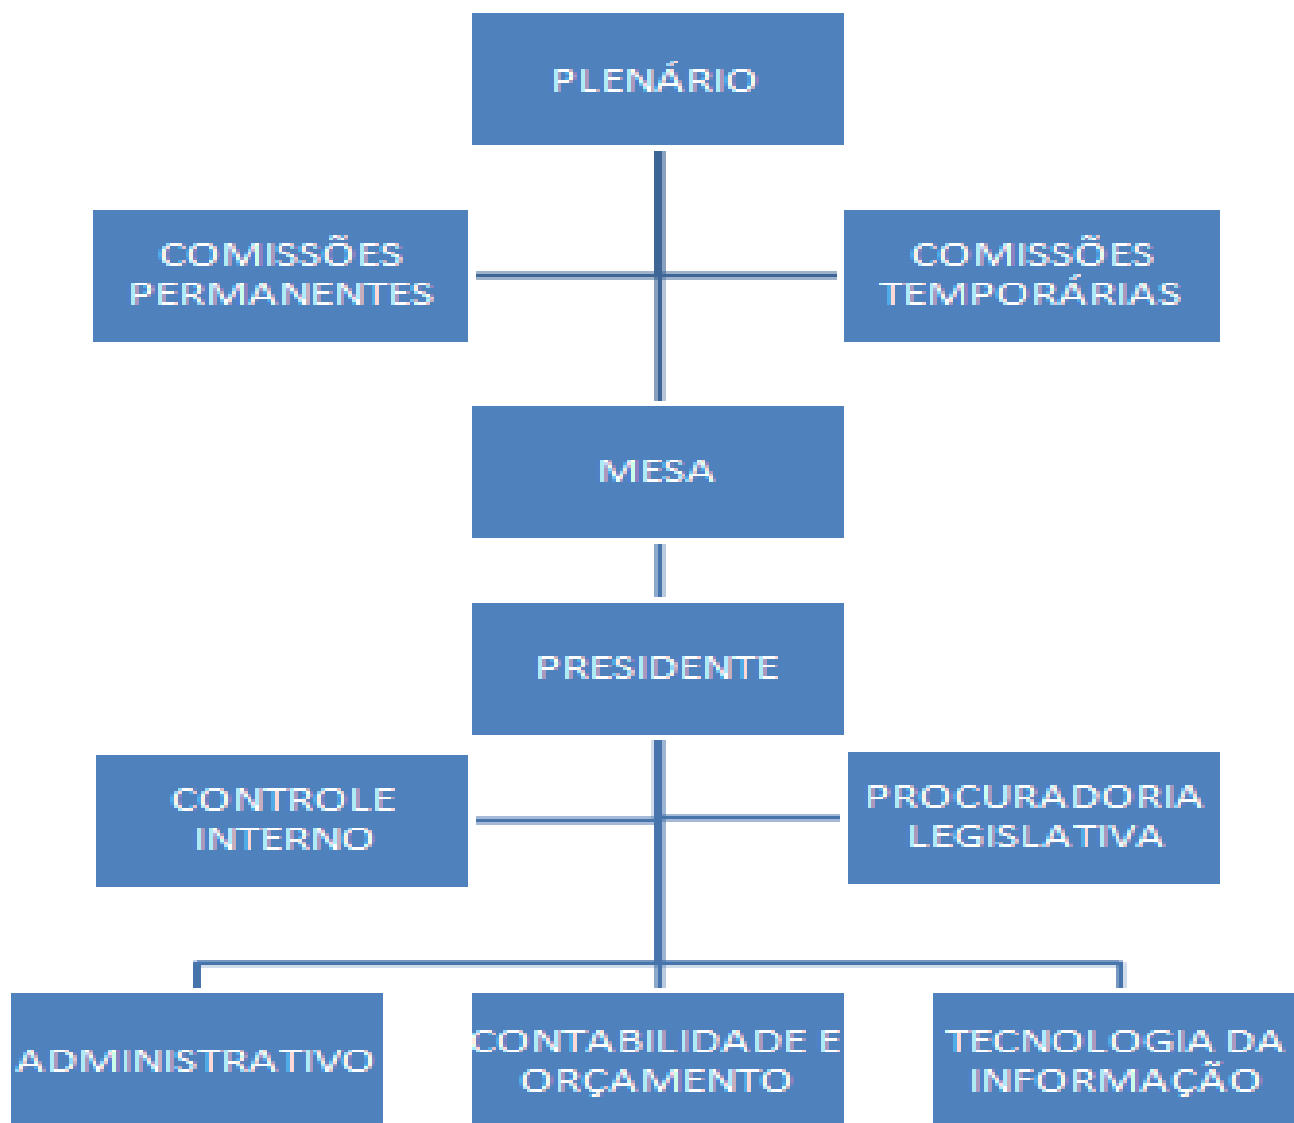 PLENÁRIO
COMISSÕES
PERMANENTES
COMISSÕES
TEMPORÁRIAS
MESA
PRESIDENTE
CONTROLE
INTERNO
PROCURADORIA
LEGISLATIVA
ADMINISTRATIVO
CONTABILIDADE E
ORÇAMENTO
TECNOLOGIA DA
INFORMAÇÃO